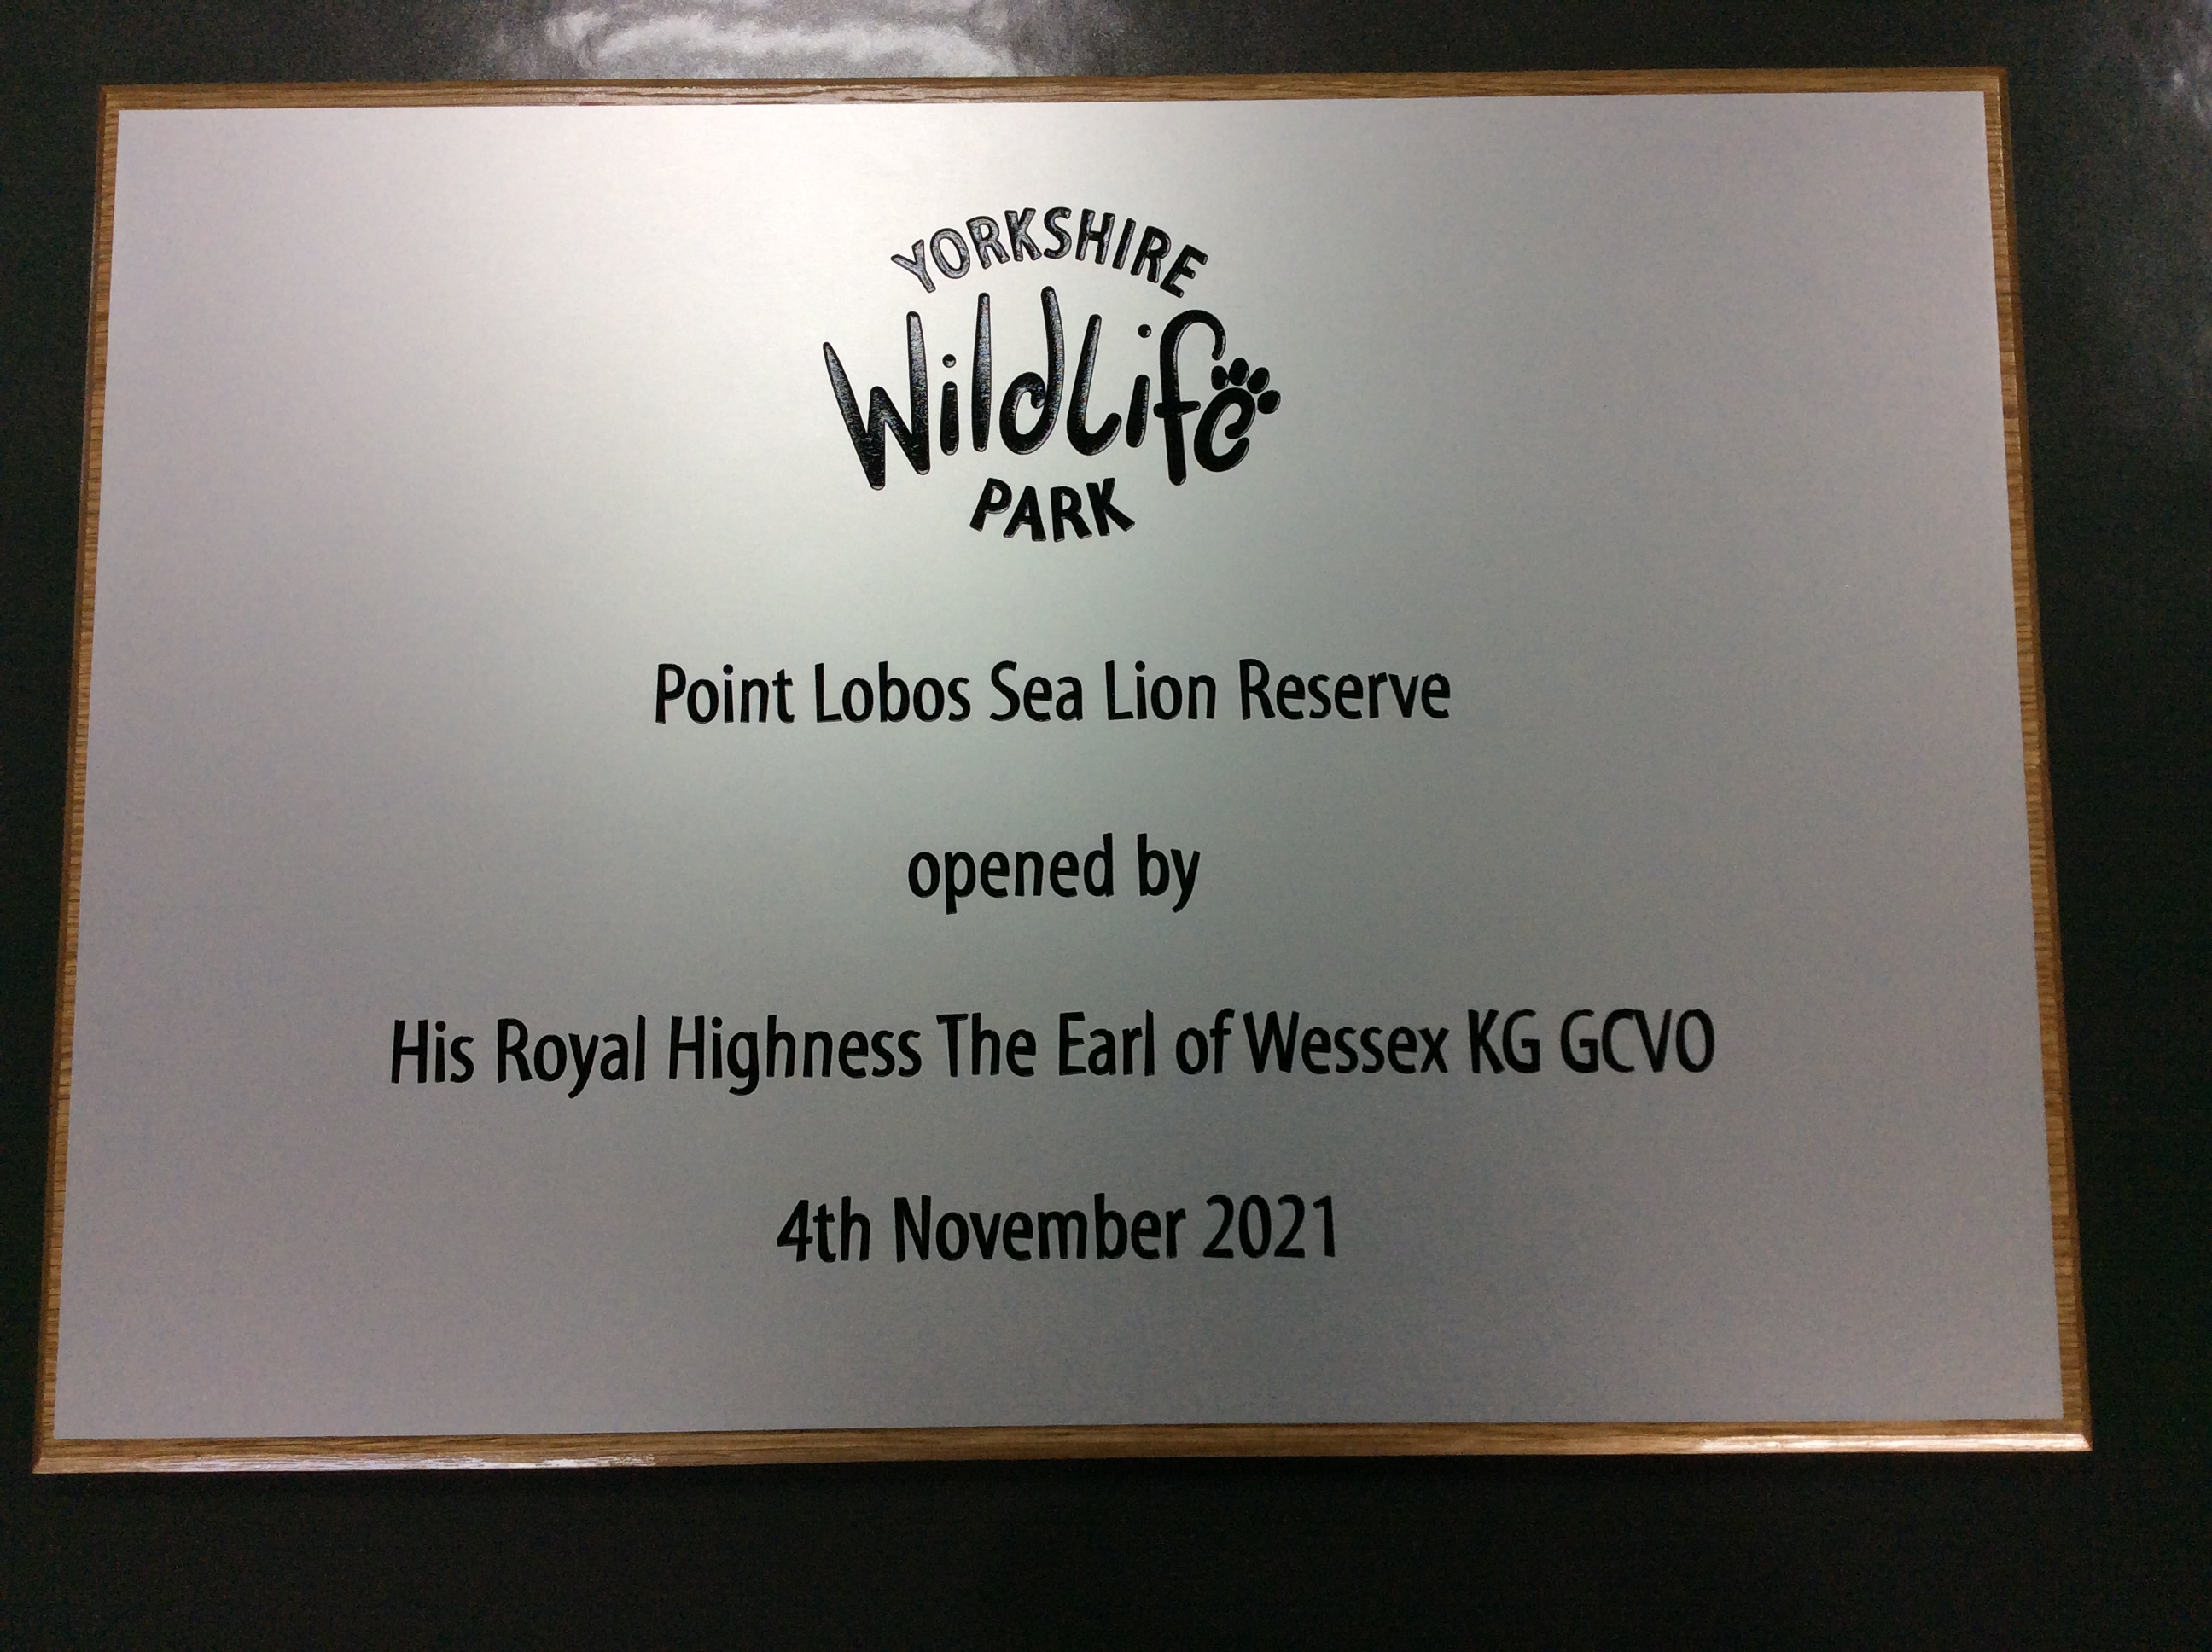 YORKSHIRE
WildLife
PARK
Point Lobos Sea Lion Reserve
opened by
His Royal Highness The Earl of Wessex KG GCVO
4th November 2021